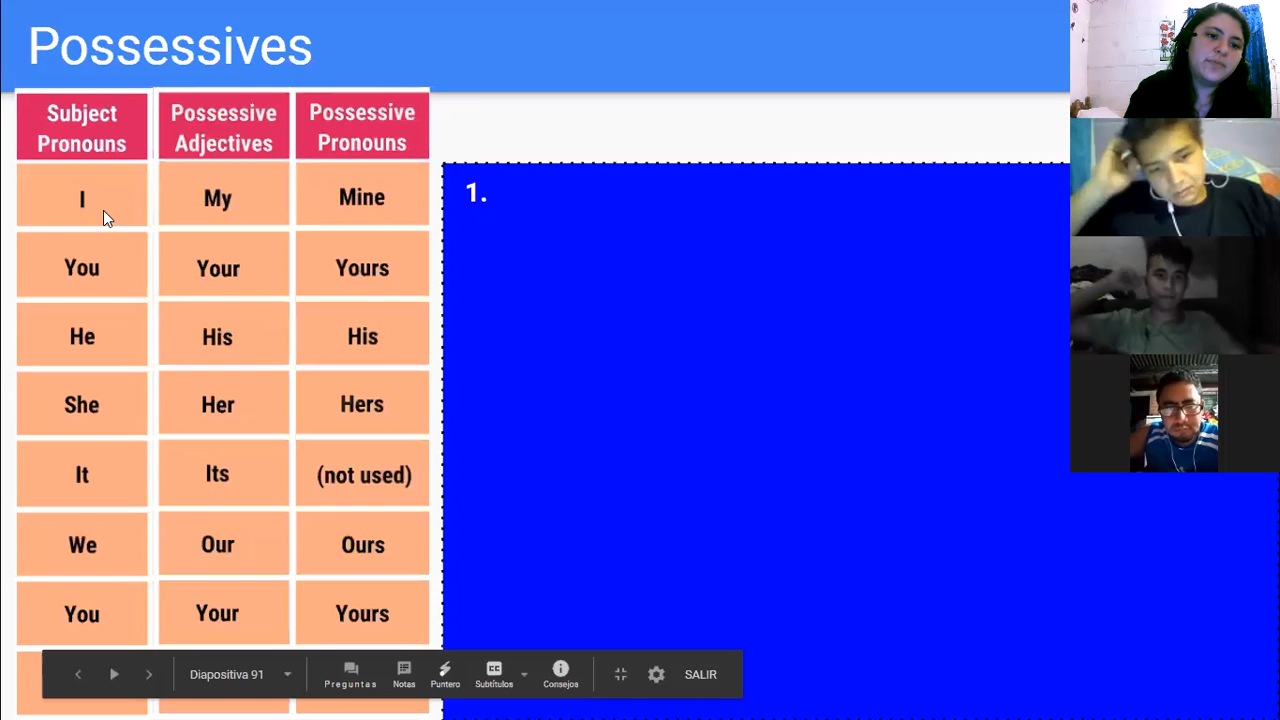 Possessives
Subject Pronouns
Possessive Adjectives
Possessive Pronouns
I My Mine
You Your Yours
He His His
She Her Hers
It Its (not used)
We Our Ours
You Your Yours
1.
Diapositiva 91
Preguntas
Notas
Puntero
Subtítulos
Consejos
SALIR